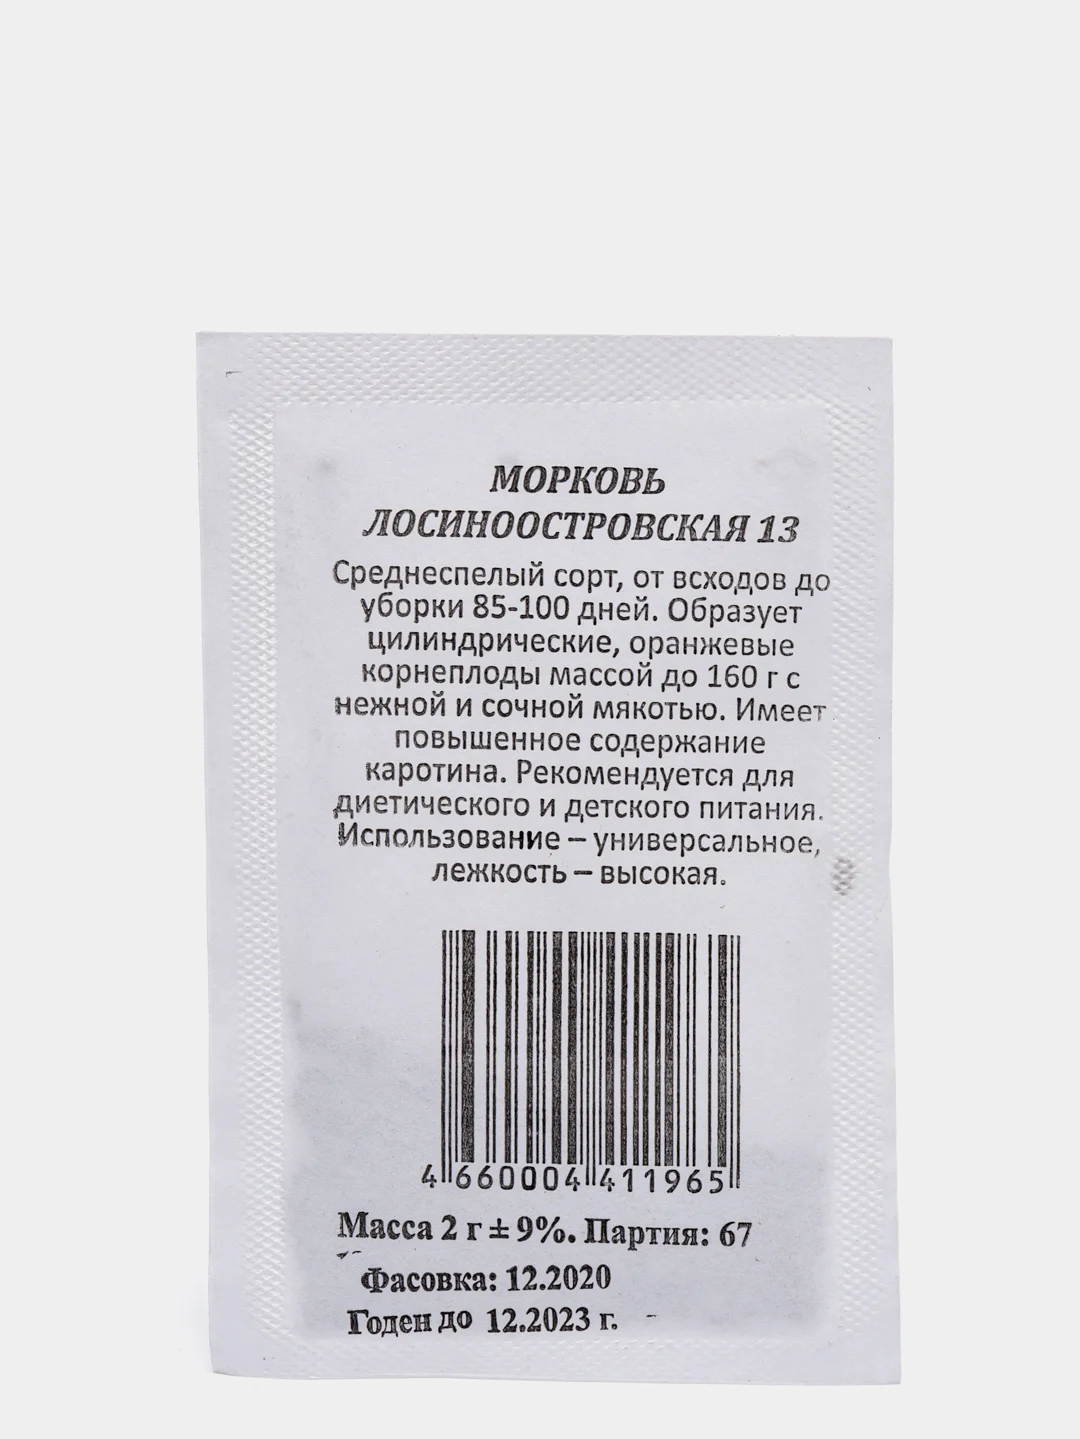 МОРКОВЬ
ЛОСИНООСТРОВСКАЯ 13
Среднеспелый сорт, от всходов до
уборки 85-100 дней. Образует
цилиндрические, оранжевые
корнеплоды массой до 160 г с
нежной и сочной мякотью. Имеет
повышенное содержание
каротина. Рекомендуется для
диетического и детского питания.
Использование – универсальное,
лежкость – высокая.
4 660004 411965
Масса 2 г ± 9%. Партия: 67
Фасовка: 12.2020
Годен до 12.2023 г.